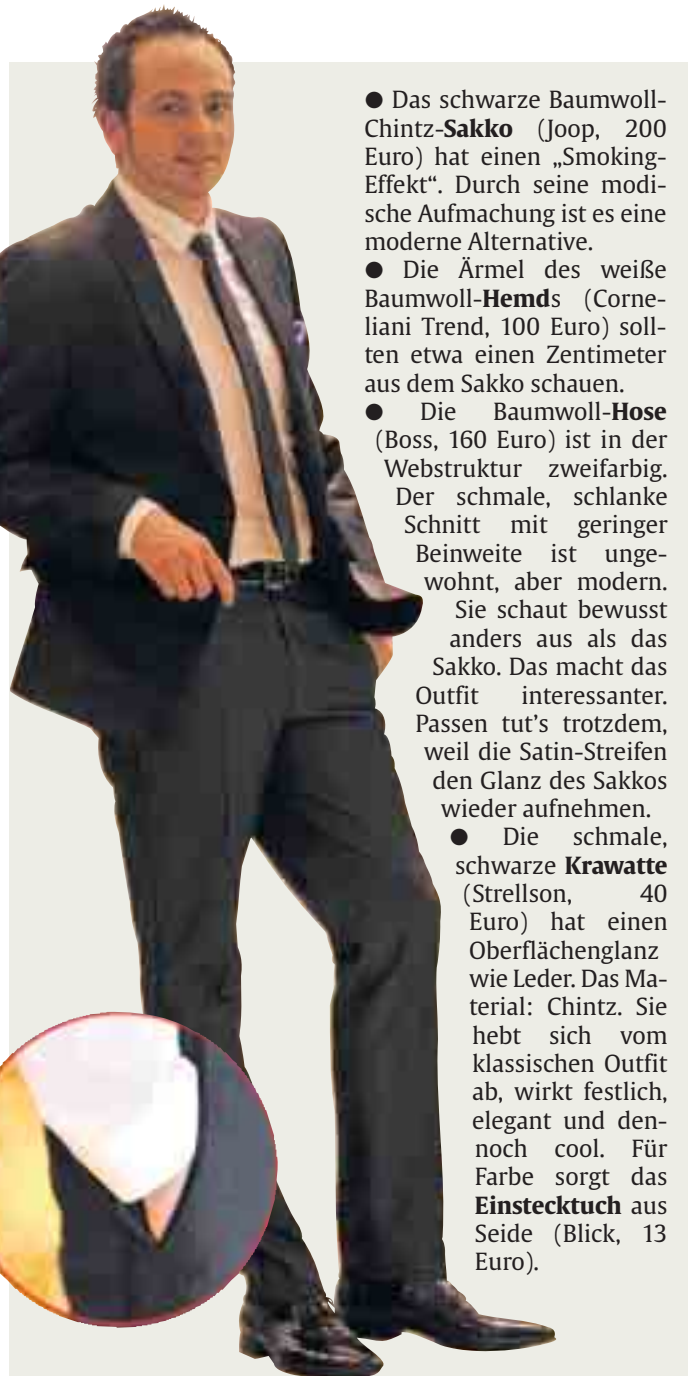 ● Das schwarze Baumwoll-
Chintz-Sakko (Joop, 200
Euro) hat einen „Smoking-
Effekt“. Durch seine modi-
sche Aufmachung ist es eine
moderne Alternative.
● Die Ärmel des weiße
Baumwoll-Hemds (Corne-
liani Trend, 100 Euro) soll-
ten etwa einen Zentimeter
aus dem Sakko schauen.
● Die Baumwoll-Hose
(Boss, 160 Euro) ist in der
Webstruktur zweifarbig.
Der schmale, schlanke
Schnitt mit geringer
Beinweite ist unge-
wohnt, aber modern.
Sie schaut bewusst
anders aus als das
Sakko. Das macht das
Outfit interessanter.
Passen tut's trotzdem,
weil die Satin-Streifen
den Glanz des Sakkos
wieder aufnehmen.
● Die schmale,
schwarze Krawatte
(Strellson, 40
Euro) hat einen
Oberflächenglanz
wie Leder. Das Ma-
terial: Chintz. Sie
hebt sich vom
klassischen Outfit
ab, wirkt festlich,
elegant und den-
noch cool. Für
Farbe sorgt das
Einstecktuch aus
Seide (Blick, 13
Euro).